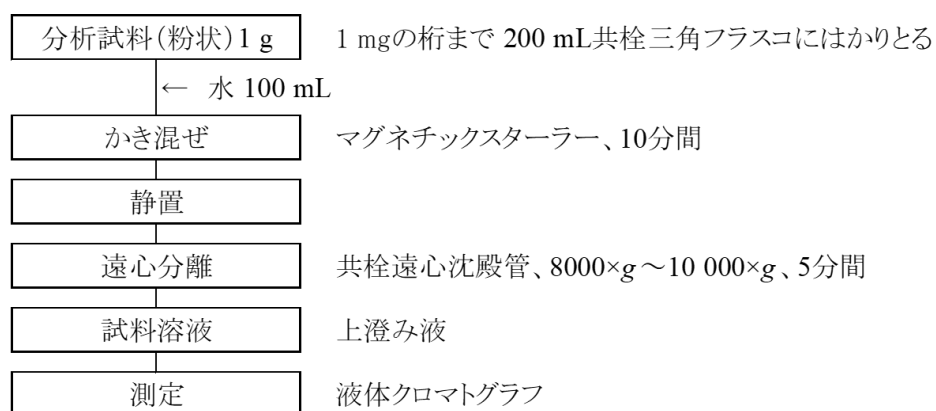 分析試料(粉状)1 g 1 mgの桁まで 200 mL共栓三角フラスコにはかりとる
← 水 100 mL
かき混ぜ マグネチックスターラー、10分間
静置
遠心分離 共栓遠心沈殿管、8000×g～10 000×g、5分間
試料溶液 上澄み液
測定 液体クロマトグラフ